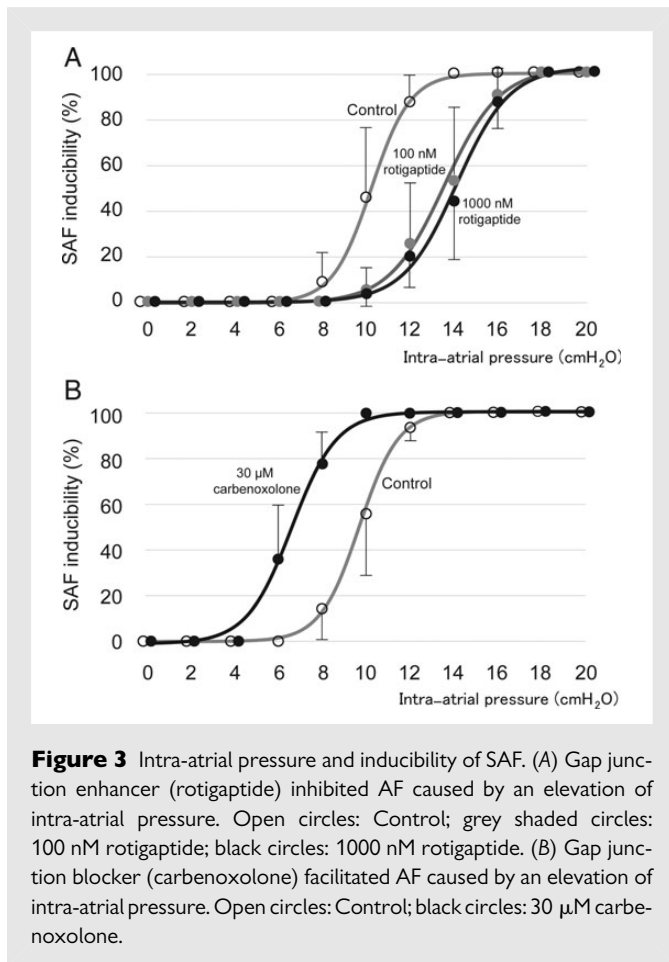 A
100
80
60
40
20
0
SAF inducibility (%)
Control
100 nM
rotigaptide
1000 nM
rotigaptide
0 2 4 6 8 10 12 14 16 18 20
Intra–atrial pressure (cmH₂O)
B
100
80
60
40
20
0
SAF inducibility (%)
30 µM
carbenoxolone
Control
0 2 4 6 8 10 12 14 16 18 20
Intra–atrial pressure (cmH₂O)
Figure 3 Intra-atrial pressure and inducibility of SAF. (A) Gap junc-
tion enhancer (rotigaptide) inhibited AF caused by an elevation of
intra-atrial pressure. Open circles: Control; grey shaded circles:
100 nM rotigaptide; black circles: 1000 nM rotigaptide. (B) Gap junc-
tion blocker (carbenoxolone) facilitated AF caused by an elevation of
intra-atrial pressure. Open circles: Control; black circles: 30 µM carbe-
noxolone.